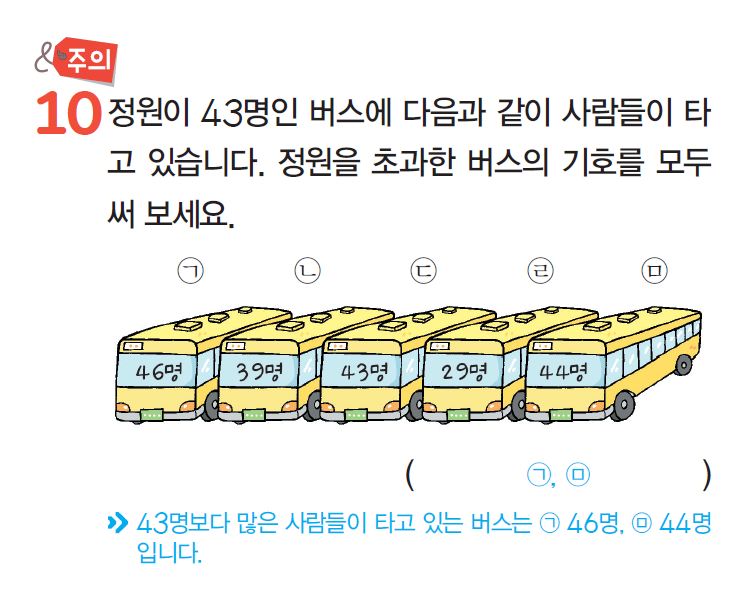 &주의
10 정원이 43명인 버스에 다음과 같이 사람들이 타
고 있습니다. 정원을 초과한 버스의 기호를 모두
써 보세요.
㉠ ㉡ ㉢ ㉣ ㉤
46명 39명 43명 29명 44명
( ㉠, ㉤ )
» 43명보다 많은 사람들이 타고 있는 버스는 ㉠ 46명, ㉤ 44명
입니다.